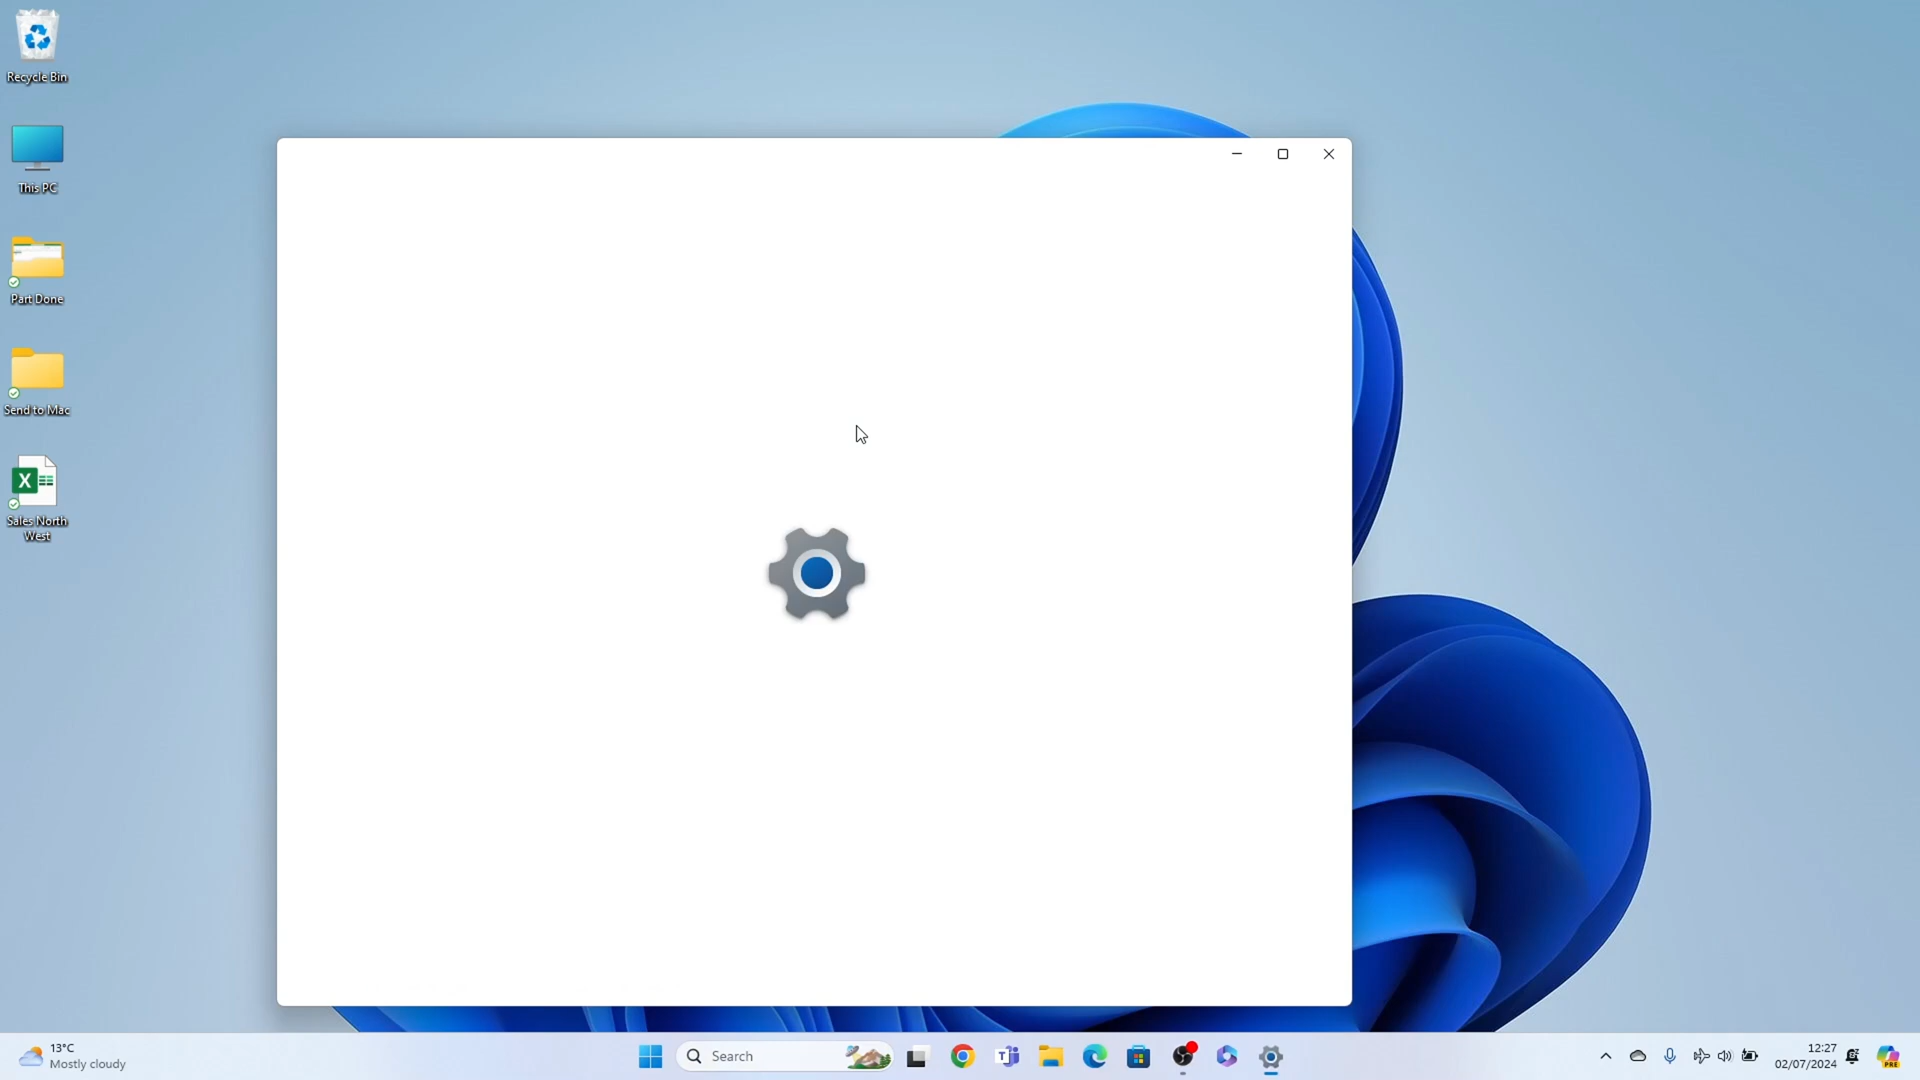 Recycle Bin
This PC
Part Done
Send to Mac
X
Sales North
West
13°C
Mostly cloudy
Search
T
12:27
02/07/2024
PRE